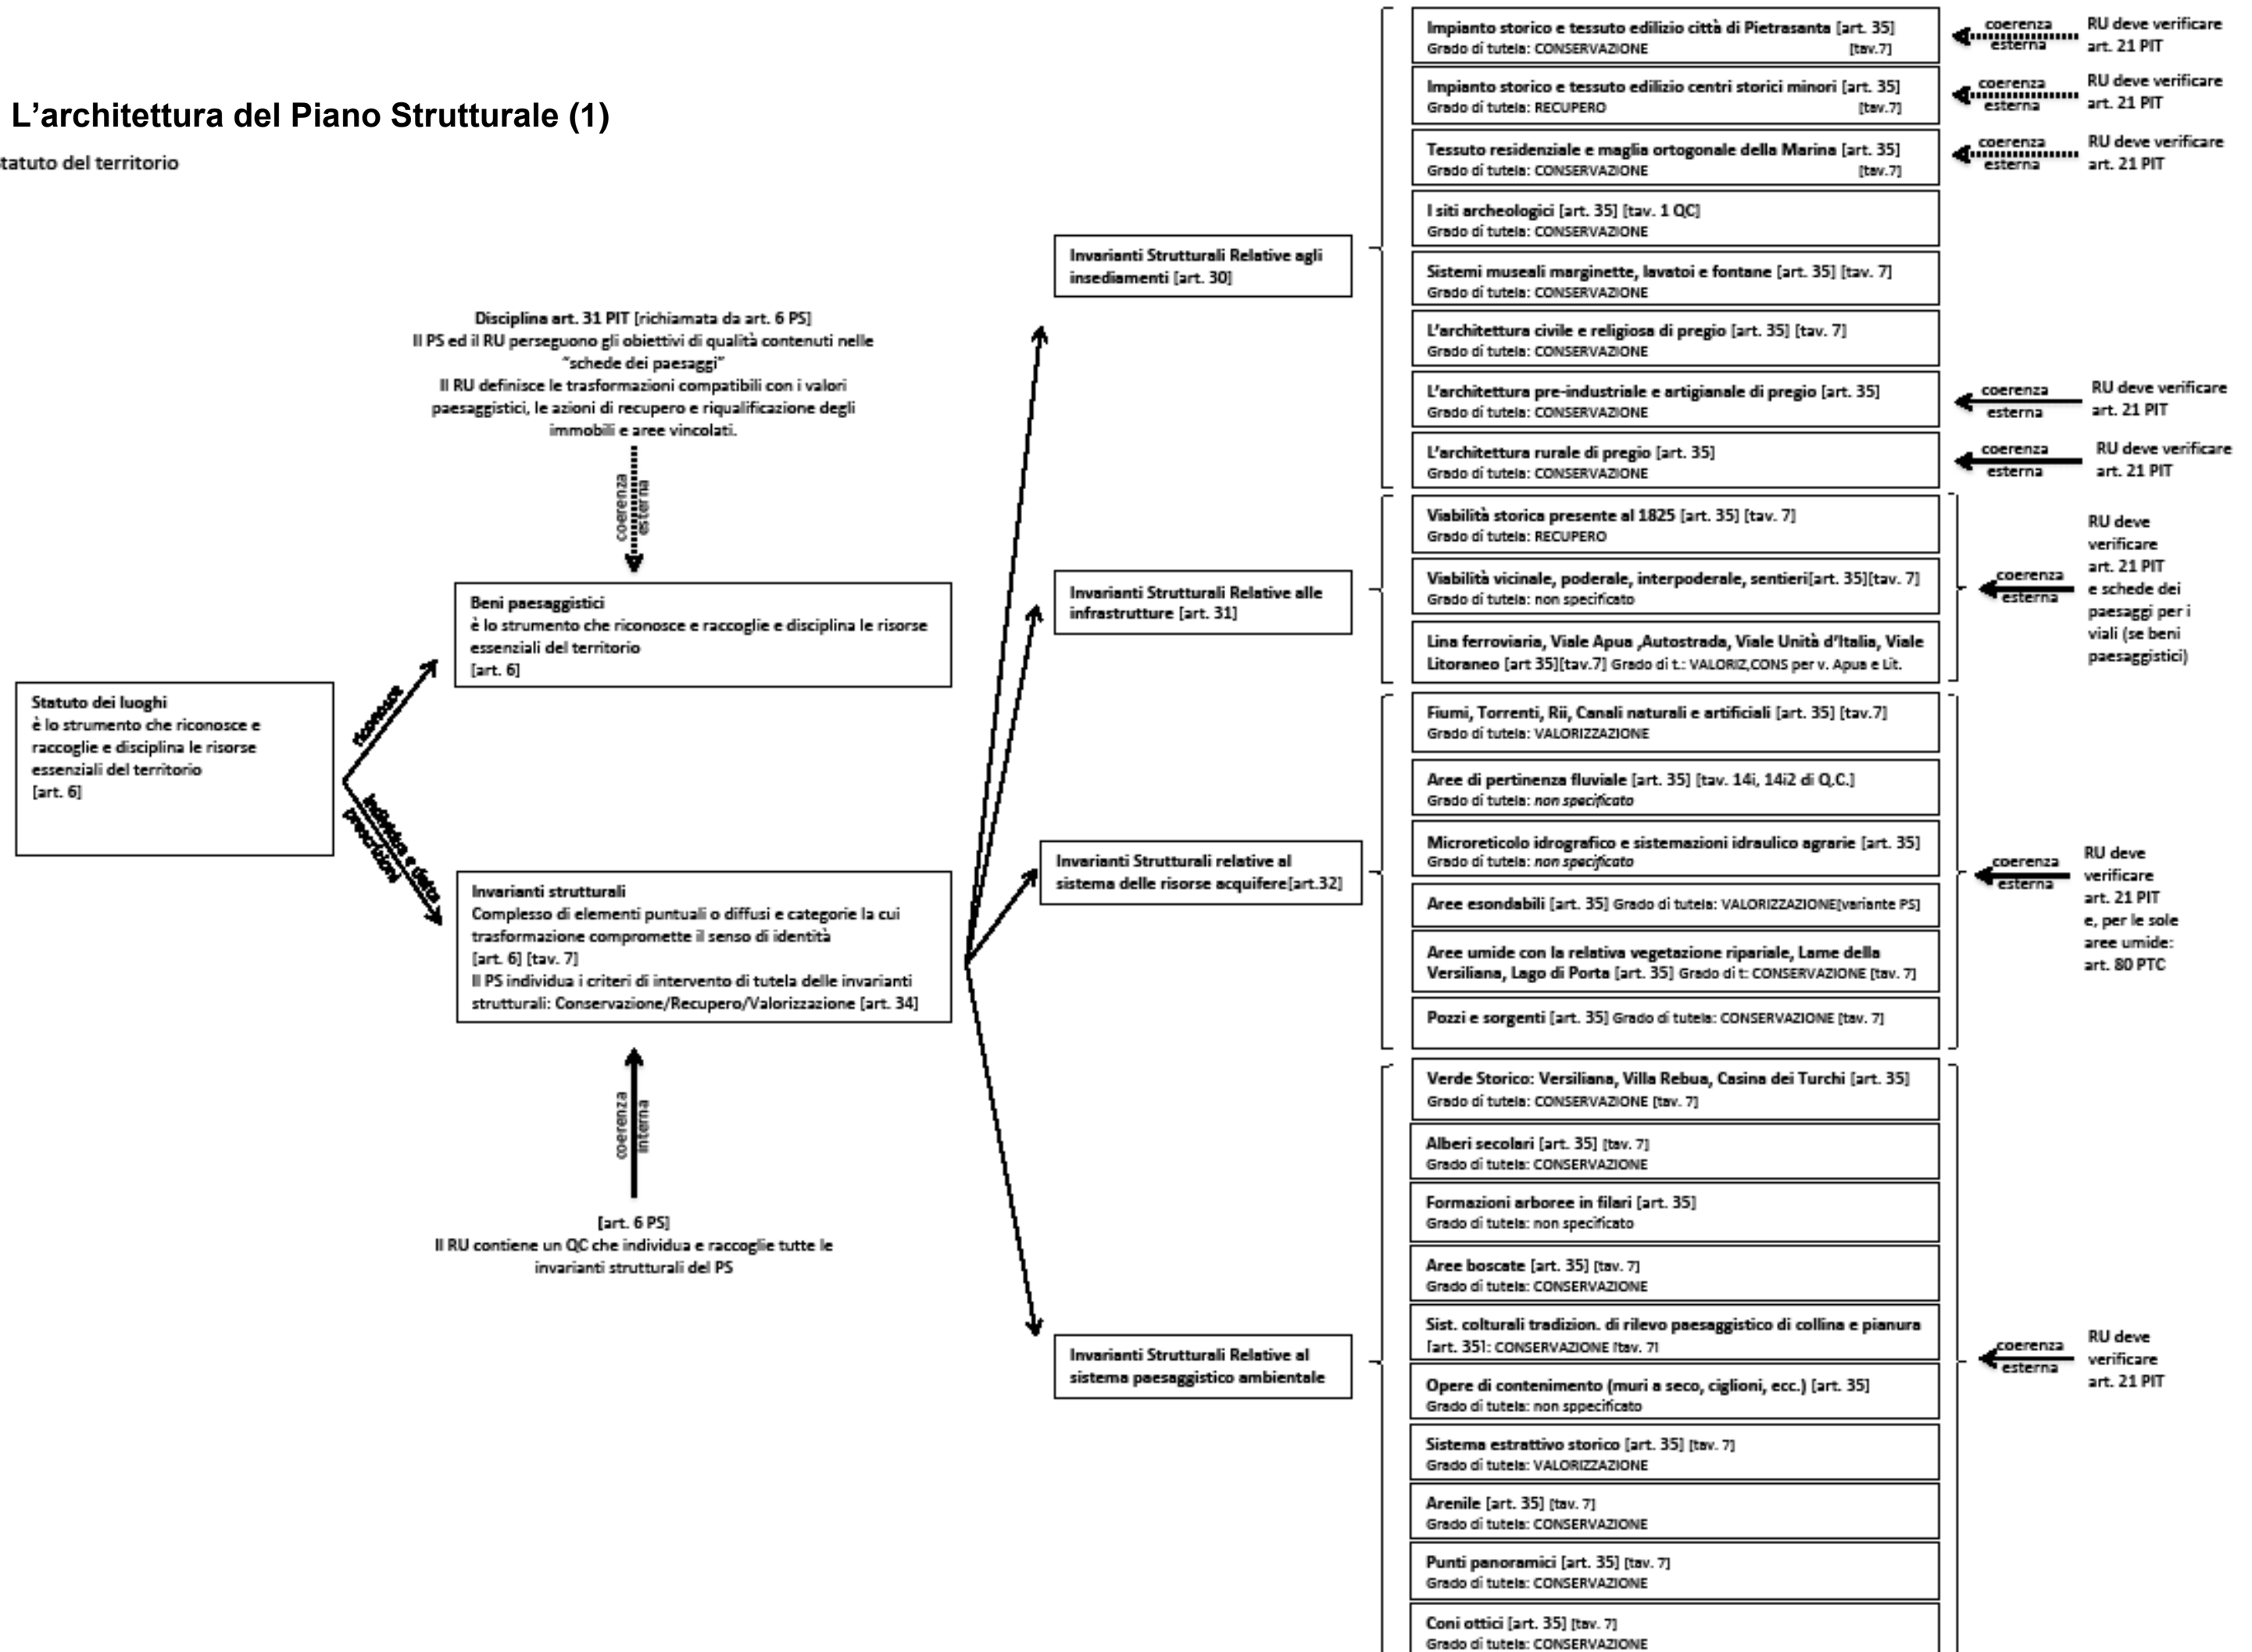 L'architettura del Piano Strutturale (1)
tatuto del territorio
Statuto dei luoghi
è lo strumento che riconosce e
raccoglie e disciplina le risorse
essenziali del territorio
[art. 6]
riconosce
individua e detta
prescrizioni
Disciplina art. 31 PIT [richiamata da art. 6 PS]
Il PS ed il RU perseguono gli obiettivi di qualità contenuti nelle
"schede dei paesaggi"
Il RU definisce le trasformazioni compatibili con i valori
paesaggistici, le azioni di recupero e riqualificazione degli
immobili e aree vincolati.
coerenza
esterna
Beni paesaggistici
è lo strumento che riconosce e raccoglie e disciplina le risorse
essenziali del territorio
[art. 6]
Invarianti strutturali
Complesso di elementi puntuali o diffusi e categorie la cui
trasformazione compromette il senso di identità
[art. 6] [tav. 7]
Il PS individua i criteri di intervento di tutela delle invarianti
strutturali: Conservazione/Recupero/Valorizzazione [art. 34]
coerenza
interna
[art. 6 PS]
Il RU contiene un QC che individua e raccoglie tutte le
invarianti strutturali del PS
Invarianti Strutturali Relative agli
insediamenti [art. 30]
Impianto storico e tessuto edilizio città di Pietrasanta [art. 35]
Grado di tutela: CONSERVAZIONE [tav.7]
coerenza
esterna
RU deve verificare
art. 21 PIT
Impianto storico e tessuto edilizio centri storici minori [art. 35]
Grado di tutela: RECUPERO [tav.7]
coerenza
esterna
RU deve verificare
art. 21 PIT
Tessuto residenziale e maglia ortogonale della Marina [art. 35]
Grado di tutela: CONSERVAZIONE [tav.7]
coerenza
esterna
RU deve verificare
art. 21 PIT
I siti archeologici [art. 35] [tav. 1 QC]
Grado di tutela: CONSERVAZIONE
Sistemi museali marginette, lavatoi e fontane [art. 35] [tav. 7]
Grado di tutela: CONSERVAZIONE
L'architettura civile e religiosa di pregio [art. 35] [tav. 7]
Grado di tutela: CONSERVAZIONE
L'architettura pre-industriale e artigianale di pregio [art. 35]
Grado di tutela: CONSERVAZIONE
coerenza
esterna
RU deve verificare
art. 21 PIT
L'architettura rurale di pregio [art. 35]
Grado di tutela: CONSERVAZIONE
coerenza
esterna
RU deve verificare
art. 21 PIT
Invarianti Strutturali Relative alle
infrastrutture [art. 31]
Viabilità storica presente al 1825 [art. 35] [tav. 7]
Grado di tutela: RECUPERO
Viabilità vicinale, poderale, interpoderale, sentieri[art. 35][tav. 7]
Grado di tutela: non specificato
Lina ferroviaria, Viale Apua ,Autostrada, Viale Unità d'Italia, Viale
Litoraneo [art 35][tav.7] Grado di t.: VALORIZ,CONS per v. Apua e Lit.
coerenza
esterna
RU deve
verificare
art. 21 PIT
e schede dei
paesaggi per i
viali (se beni
paesaggistici)
Invarianti Strutturali relative al
sistema delle risorse acquifere[art.32]
Fiumi, Torrenti, Rii, Canali naturali e artificiali [art. 35] [tav.7]
Grado di tutela: VALORIZZAZIONE
Aree di pertinenza fluviale [art. 35] [tav. 14i, 14i2 di Q.C.]
Grado di tutela: non specificato
Microreticolo idrografico e sistemazioni idraulico agrarie [art. 35]
Grado di tutela: non specificato
Aree esondabili [art. 35] Grado di tutela: VALORIZZAZIONE[variante PS]
Aree umide con la relativa vegetazione ripariale, Lame della
Versiliana, Lago di Porta [art. 35] Grado di t: CONSERVAZIONE [tav. 7]
Pozzi e sorgenti [art. 35] Grado di tutela: CONSERVAZIONE [tav. 7]
coerenza
esterna
RU deve
verificare
art. 21 PIT
e, per le sole
aree umide:
art. 80 PTC
Invarianti Strutturali Relative al
sistema paesaggistico ambientale
Verde Storico: Versiliana, Villa Rebua, Casina dei Turchi [art. 35]
Grado di tutela: CONSERVAZIONE [tav. 7]
Alberi secolari [art. 35] [tav. 7]
Grado di tutela: CONSERVAZIONE
Formazioni arboree in filari [art. 35]
Grado di tutela: non specificato
Aree boscate [art. 35] [tav. 7]
Grado di tutela: CONSERVAZIONE
Sist. colturali tradizion. di rilevo paesaggistico di collina e pianura
[art. 35]: CONSERVAZIONE [tav. 7]
Opere di contenimento (muri a seco, ciglioni, ecc.) [art. 35]
Grado di tutela: non sppecificato
Sistema estrattivo storico [art. 35] [tav. 7]
Grado di tutela: VALORIZZAZIONE
Arenile [art. 35] [tav. 7]
Grado di tutela: CONSERVAZIONE
Punti panoramici [art. 35] [tav. 7]
Grado di tutela: CONSERVAZIONE
Coni ottici [art. 35] [tav. 7]
Grado di tutela: CONSERVAZIONE
coerenza
esterna
RU deve
verificare
art. 21 PIT